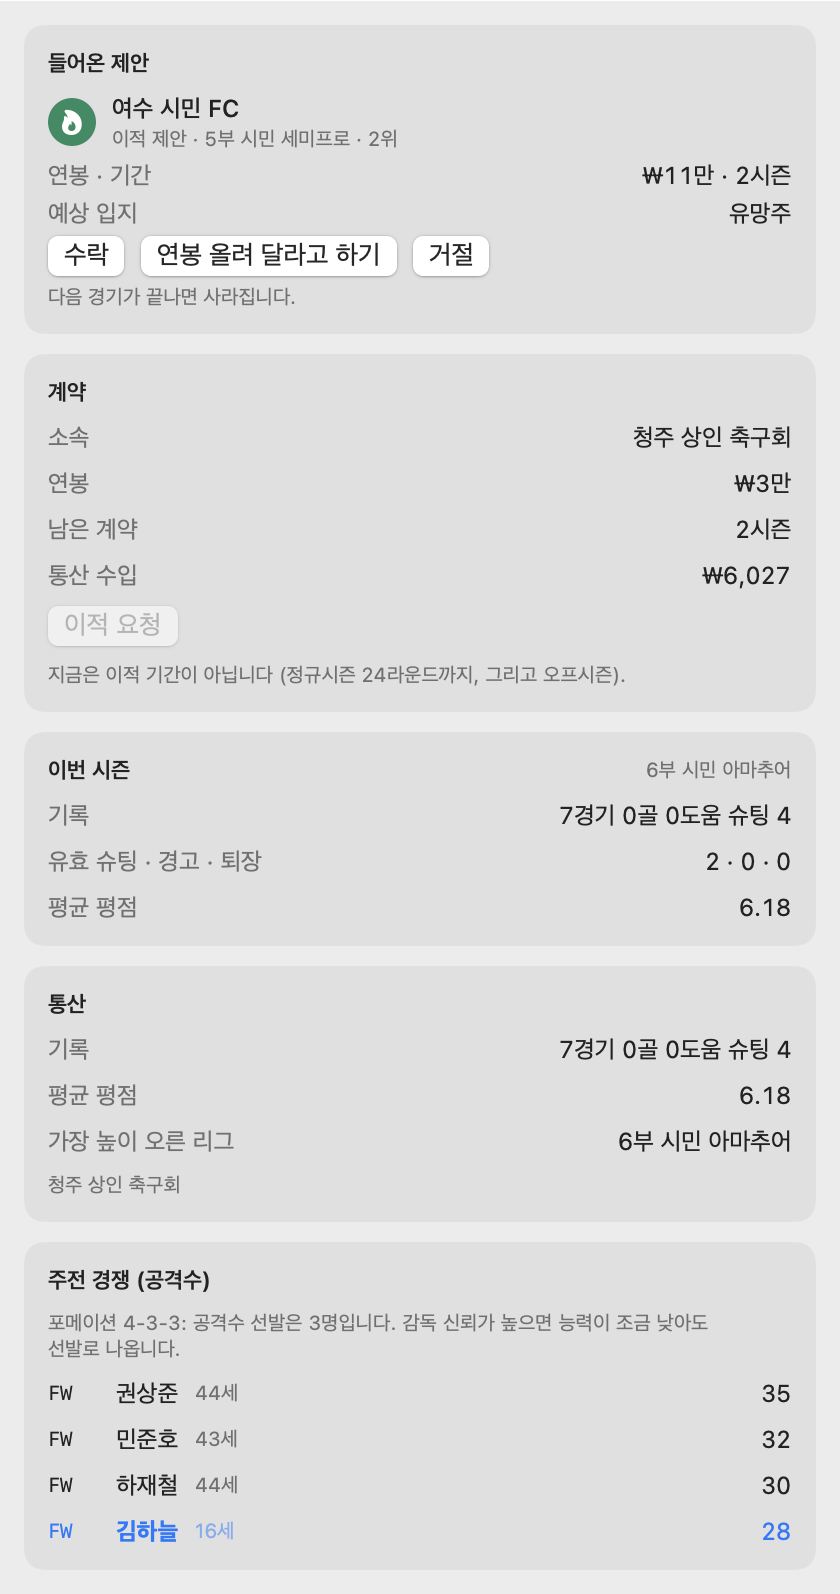 들어온 제안
여수 시민 FC
이적 제안 · 5부 시민 세미프로 · 2위
연봉 · 기간 ₩11만 · 2시즌
예상 입지 유망주
수락 연봉 올려 달라고 하기 거절
다음 경기가 끝나면 사라집니다.
계약
소속 청주 상인 축구회
연봉 ₩3만
남은 계약 2시즌
통산 수입 ₩6,027
이적 요청
지금은 이적 기간이 아닙니다 (정규시즌 24라운드까지, 그리고 오프시즌).
이번 시즌 6부 시민 아마추어
기록 7경기 0골 0도움 슈팅 4
유효 슈팅 · 경고 · 퇴장 2 · 0 · 0
평균 평점 6.18
통산
기록 7경기 0골 0도움 슈팅 4
평균 평점 6.18
가장 높이 오른 리그 6부 시민 아마추어
청주 상인 축구회
주전 경쟁 (공격수)
포메이션 4-3-3: 공격수 선발은 3명입니다. 감독 신뢰가 높으면 능력이 조금 낮아도
선발로 나옵니다.
FW 권상준 44세 35
FW 민준호 43세 32
FW 하재철 44세 30
FW 김하늘 16세 28